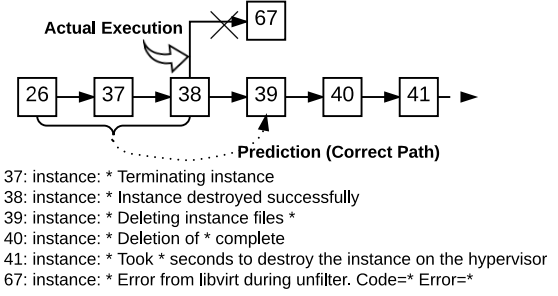 67
Actual Execution
26 37 38 39 40 41
Prediction (Correct Path)
37: instance: * Terminating instance
38: instance: * Instance destroyed successfully
39: instance: * Deleting instance files *
40: instance: * Deletion of * complete
41: instance: * Took * seconds to destroy the instance on the hypervisor
67: instance: * Error from libvirt during unfilter. Code=* Error=*